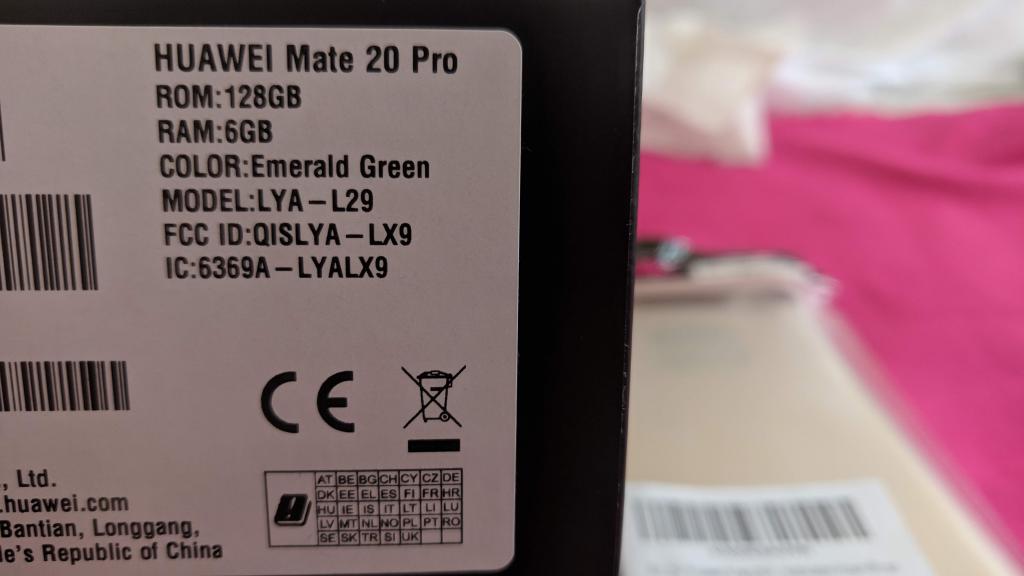 HUAWEI Mate 20 Pro
ROM:128GB
RAM:6GB
COLOR:Emerald Green
MODEL:LYA-L29
FCC ID:QISLYA-LX9
IC:6369A-LYALX9
CE
., Ltd.
.huawei.com
Bantian, Longgang,
le's Republic of China
AT BE BG CH CY CZ DE
DK EE EL ES FI FR HR
HU IE IS IT LT LI LU
LV MT NL NO PL PT RO
SE SK TR SI UK